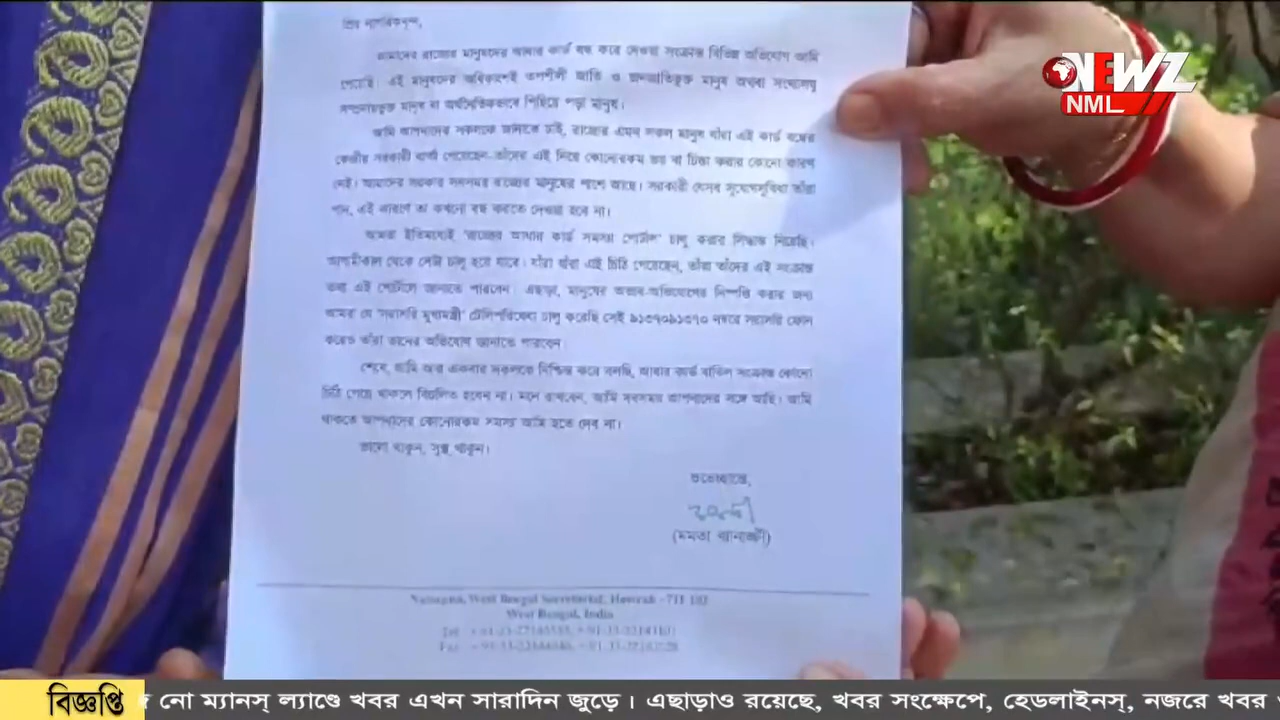 প্রিয় নাগরিকবৃন্দ,
আমাদের রাজ্যের মানুষদের আধার কার্ড বন্ধ করে দেওয়া সংক্রান্ত বিভিন্ন অভিযোগ আমি
পেয়েছি। এই মানুষদের অধিকাংশই তপশীলী জাতি ও জনজাতিভুক্ত মানুষ অথবা সংখ্যালঘু
সম্প্রদায়ভুক্ত মানুষ বা অর্থনৈতিকভাবে পিছিয়ে পড়া মানুষ।
আমি আপনাদের সকলকে জানাতে চাই, রাজ্যের এমন সকল মানুষ যাঁরা এই কার্ড বন্ধের
কেন্দ্রীয় সরকারী বার্তা পেয়েছেন-তাঁদের এই নিয়ে কোনোরকম ভয় বা চিন্তা করার কোনো কারণ
নেই। আমাদের সরকার সবসময় রাজ্যের মানুষের পাশে আছে। সরকারী যেসব সুযোগসুবিধা তাঁরা
পান, এই কারণে তা কখনো বন্ধ করতে দেওয়া হবে না।
আমরা ইতিমধ্যেই 'রাজ্যের আধার কার্ড সমস্যা পোর্টাল' চালু করার সিদ্ধান্ত নিয়েছি।
আগামীকাল থেকে সেটা চালু হয়ে যাবে। যাঁরা যাঁরা এই চিঠি পেয়েছেন, তাঁরা তাঁদের এই সংক্রান্ত
তথ্য এই পোর্টালে জানাতে পারবেন। এছাড়া, মানুষের অভাব-অভিযোগের নিষ্পত্তি করার জন্য
আমরা যে 'সরাসরি মুখ্যমন্ত্রী' টেলিপরিষেবা চালু করেছি সেই ৯১৩৭০৯১৩৭০ নম্বরে সরাসরি ফোন
করেও তাঁরা তাদের অভিযোগ জানাতে পারবেন।
শেষে, আমি আর একবার সকলকে নিশ্চিন্ত করে বলছি, আধার কার্ড বাতিল সংক্রান্ত কোনো
চিঠি পেয়ে থাকলে বিচলিত হবেন না। মনে রাখবেন, আমি সবসময় আপনাদের সঙ্গে আছি। আমি
থাকতে আপনাদের কোনোরকম সমস্যা আমি হতে দেব না।
ভালো থাকুন, সুস্থ থাকুন।
শুভেচ্ছান্তে,
(মমতা ব্যানার্জী)
Nabanna, West Bengal Secretariat, Howrah - 711 102
West Bengal, India
NEWZ
NML
বিজ্ঞপ্তি
নো ম্যানস্ ল্যাণ্ডে খবর এখন সারাদিন জুড়ে। এছাড়াও রয়েছে, খবর সংক্ষেপে, হেডলাইনস্, নজরে খবর